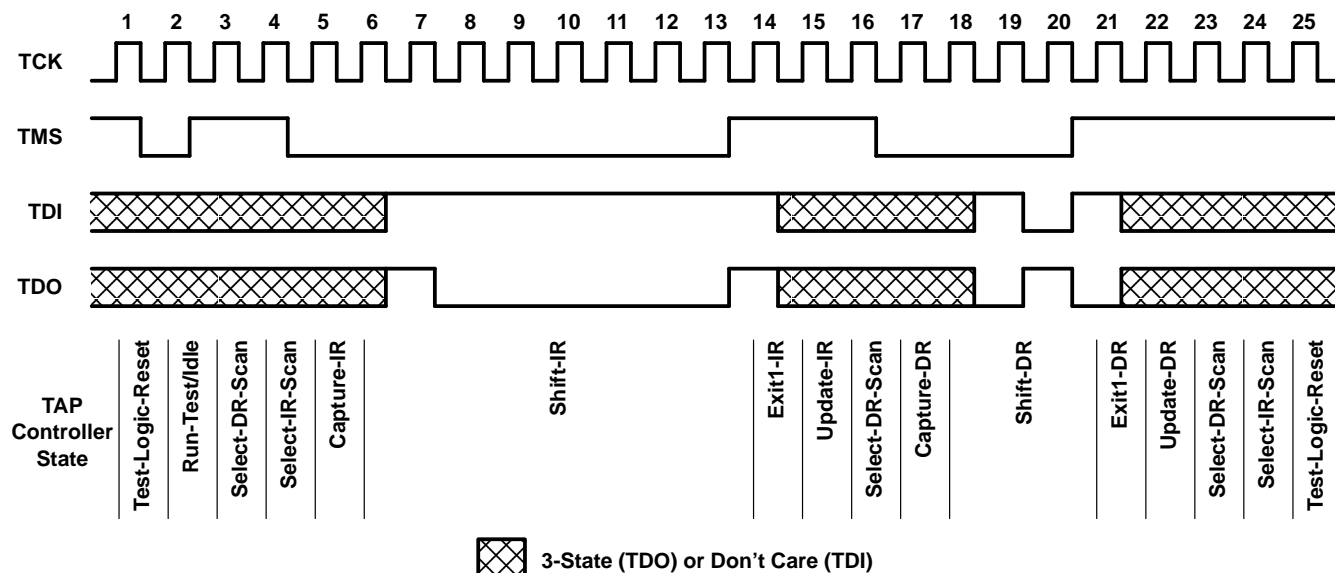 1 2 3 4 5 6 7 8 9 10 11 12 13 14 15 16 17 18 19 20 21 22 23 24 25
TCK
TMS
TDI
TDO
TAP
Controller
State
Test-Logic-Reset
Run-Test/Idle
Select-DR-Scan
Select-IR-Scan
Capture-IR
Shift-IR
Exit1-IR
Update-IR
Select-DR-Scan
Capture-DR
Shift-DR
Exit1-DR
Update-DR
Select-DR-Scan
Select-IR-Scan
Test-Logic-Reset
3-State (TDO) or Don’t Care (TDI)